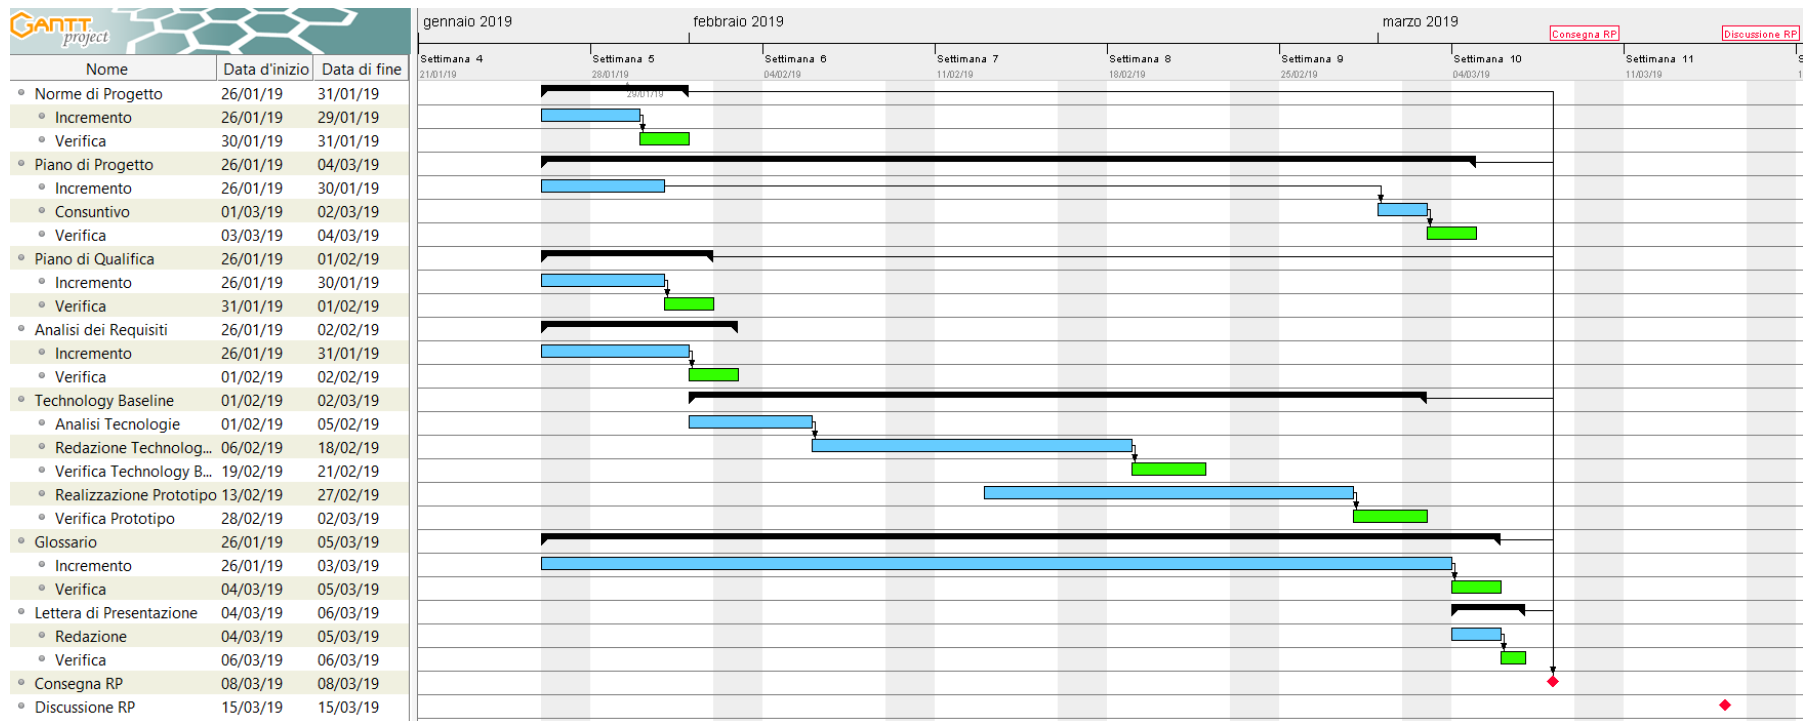 GANTT
project
gennaio 2019 febbraio 2019 marzo 2019
Consegna RP Discussione RP
Settimana 4 Settimana 5 Settimana 6 Settimana 7 Settimana 8 Settimana 9 Settimana 10 Settimana 11
21/01/19 28/01/19 04/02/19 11/02/19 18/02/19 25/02/19 04/03/19 11/03/19
Nome Data d'inizio Data di fine
29/01/19
Norme di Progetto 26/01/19 31/01/19
Incremento 26/01/19 29/01/19
Verifica 30/01/19 31/01/19
Piano di Progetto 26/01/19 04/03/19
Incremento 26/01/19 30/01/19
Consuntivo 01/03/19 02/03/19
Verifica 03/03/19 04/03/19
Piano di Qualifica 26/01/19 01/02/19
Incremento 26/01/19 30/01/19
Verifica 31/01/19 01/02/19
Analisi dei Requisiti 26/01/19 02/02/19
Incremento 26/01/19 31/01/19
Verifica 01/02/19 02/02/19
Technology Baseline 01/02/19 02/03/19
Analisi Tecnologie 01/02/19 05/02/19
Redazione Technolog... 06/02/19 18/02/19
Verifica Technology B... 19/02/19 21/02/19
Realizzazione Prototipo 13/02/19 27/02/19
Verifica Prototipo 28/02/19 02/03/19
Glossario 26/01/19 05/03/19
Incremento 26/01/19 03/03/19
Verifica 04/03/19 05/03/19
Lettera di Presentazione 04/03/19 06/03/19
Redazione 04/03/19 05/03/19
Verifica 06/03/19 06/03/19
Consegna RP 08/03/19 08/03/19
Discussione RP 15/03/19 15/03/19